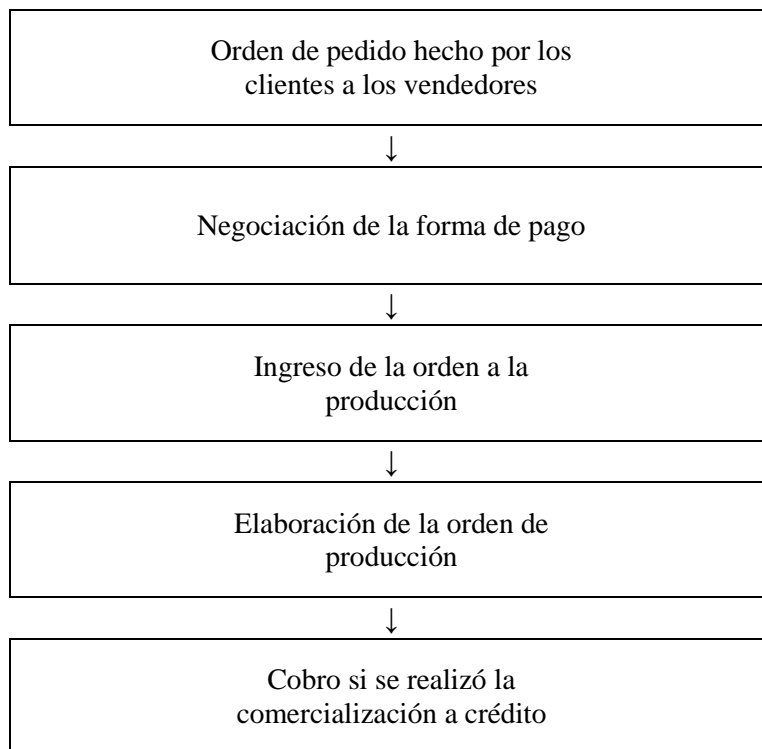 Orden de pedido hecho por los
clientes a los vendedores
↓
Negociación de la forma de pago
↓
Ingreso de la orden a la
producción
↓
Elaboración de la orden de
producción
↓
Cobro si se realizó la
comercialización a crédito